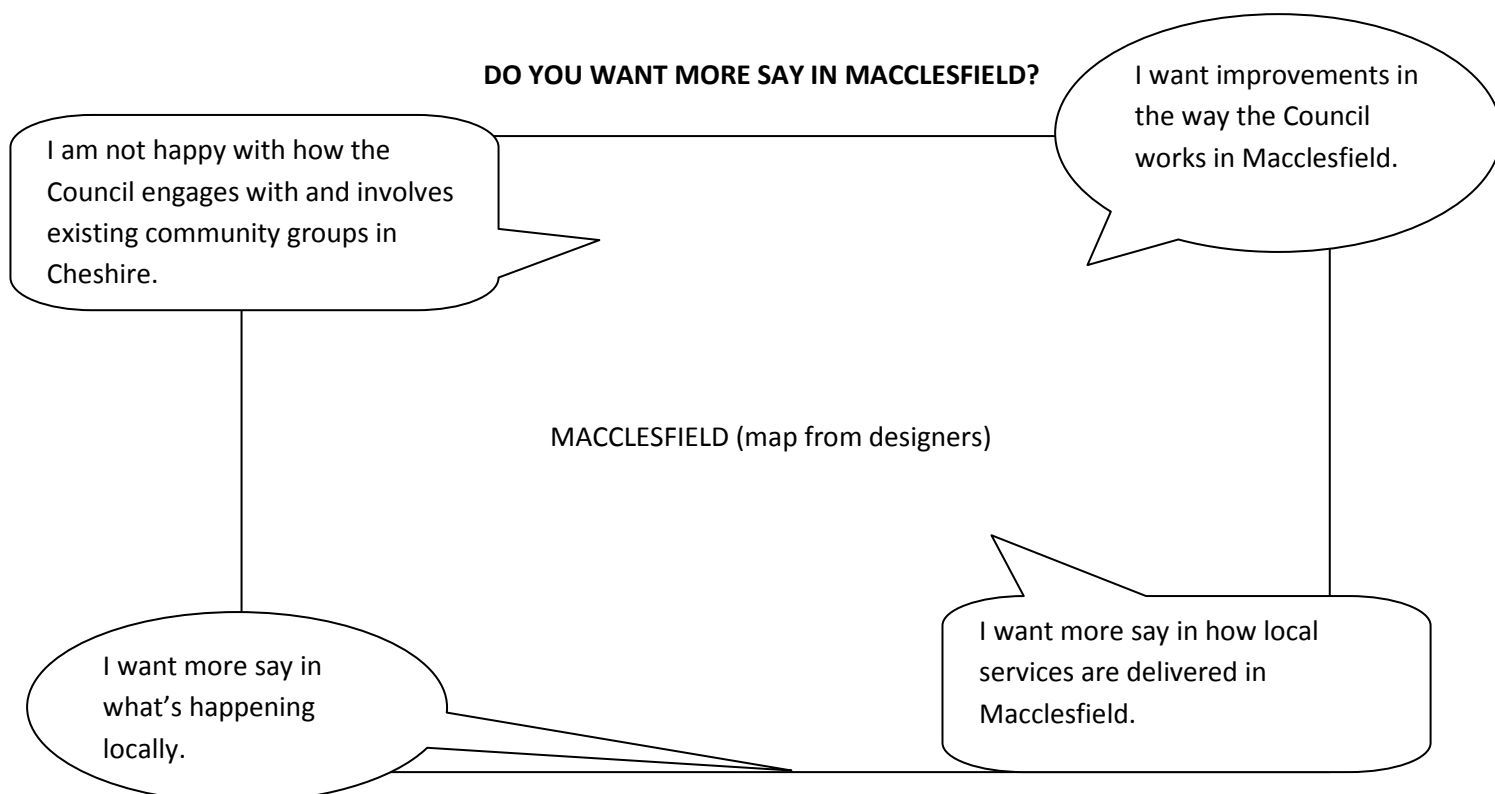 DO YOU WANT MORE SAY IN MACCLESFIELD?
I am not happy with how the
Council engages with and involves
existing community groups in
Cheshire.
I want improvements in
the way the Council
works in Macclesfield.
MACCLESFIELD (map from designers)
I want more say in
what’s happening
locally.
I want more say in how local
services are delivered in
Macclesfield.